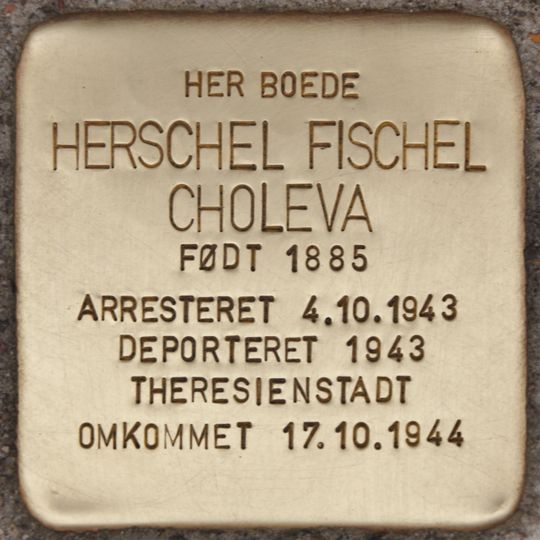 HER BOEDE
HERSCHEL FISCHEL
CHOLEVA
FØDT 1885
ARRESTERET 4.10.1943
DEPORTERET 1943
THERESIENSTADT
OMKOMMET 17.10.1944